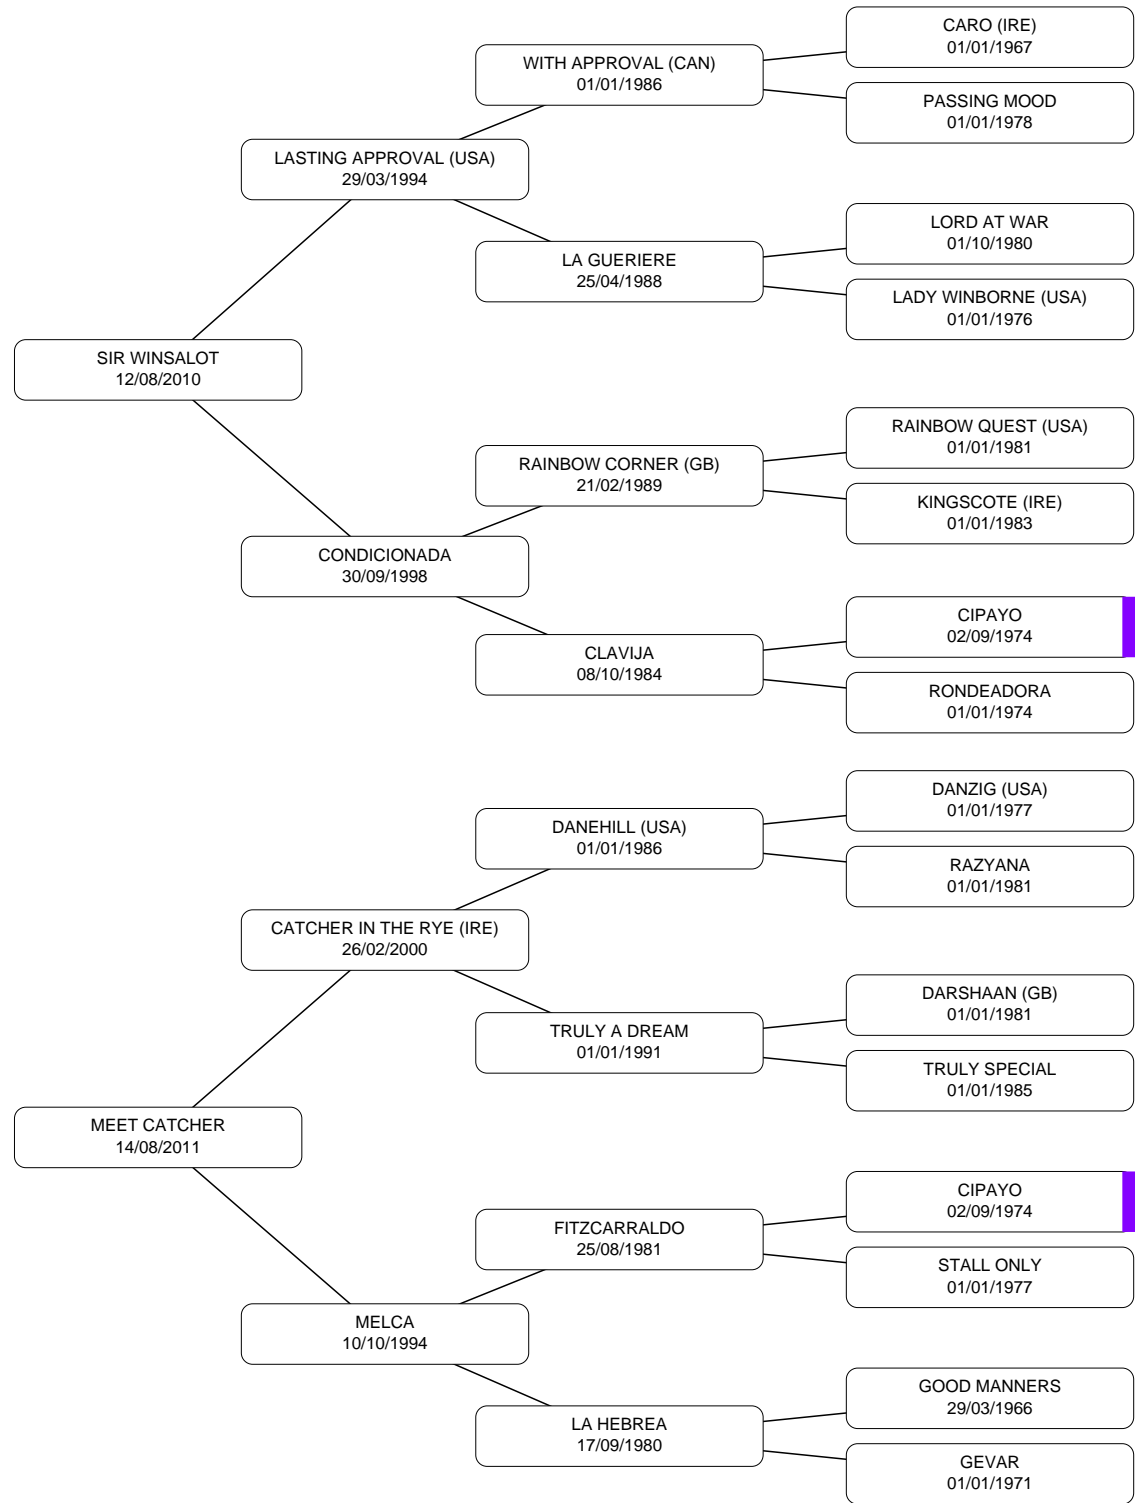 CARO (IRE)
01/01/1967
WITH APPROVAL (CAN)
01/01/1986
PASSING MOOD
01/01/1978
LASTING APPROVAL (USA)
29/03/1994
LORD AT WAR
01/10/1980
LA GUERIERE
25/04/1988
LADY WINBORNE (USA)
01/01/1976
SIR WINSALOT
12/08/2010
RAINBOW QUEST (USA)
01/01/1981
RAINBOW CORNER (GB)
21/02/1989
KINGSCOTE (IRE)
01/01/1983
CONDICIONADA
30/09/1998
CIPAYO
02/09/1974
CLAVIJA
08/10/1984
RONDEADORA
01/01/1974
DANZIG (USA)
01/01/1977
DANEHILL (USA)
01/01/1986
RAZYANA
01/01/1981
CATCHER IN THE RYE (IRE)
26/02/2000
DARSHAAN (GB)
01/01/1981
TRULY A DREAM
01/01/1991
TRULY SPECIAL
01/01/1985
MEET CATCHER
14/08/2011
CIPAYO
02/09/1974
FITZCARRALDO
25/08/1981
STALL ONLY
01/01/1977
MELCA
10/10/1994
GOOD MANNERS
29/03/1966
LA HEBREA
17/09/1980
GEVAR
01/01/1971